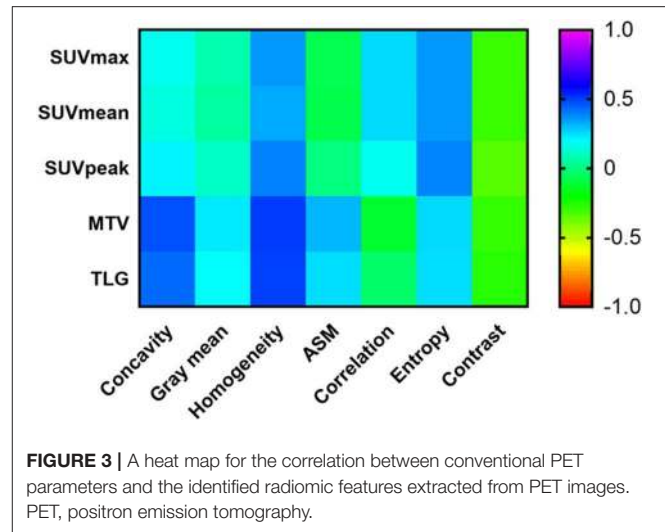 SUVmax
SUVmean
SUVpeak
MTV
TLG
Concavity
Gray mean
Homogeneity
ASM
Correlation
Entropy
Contrast
1.0
0.5
0
-0.5
-1.0
FIGURE 3 | A heat map for the correlation between conventional PET
parameters and the identified radiomic features extracted from PET images.
PET, positron emission tomography.